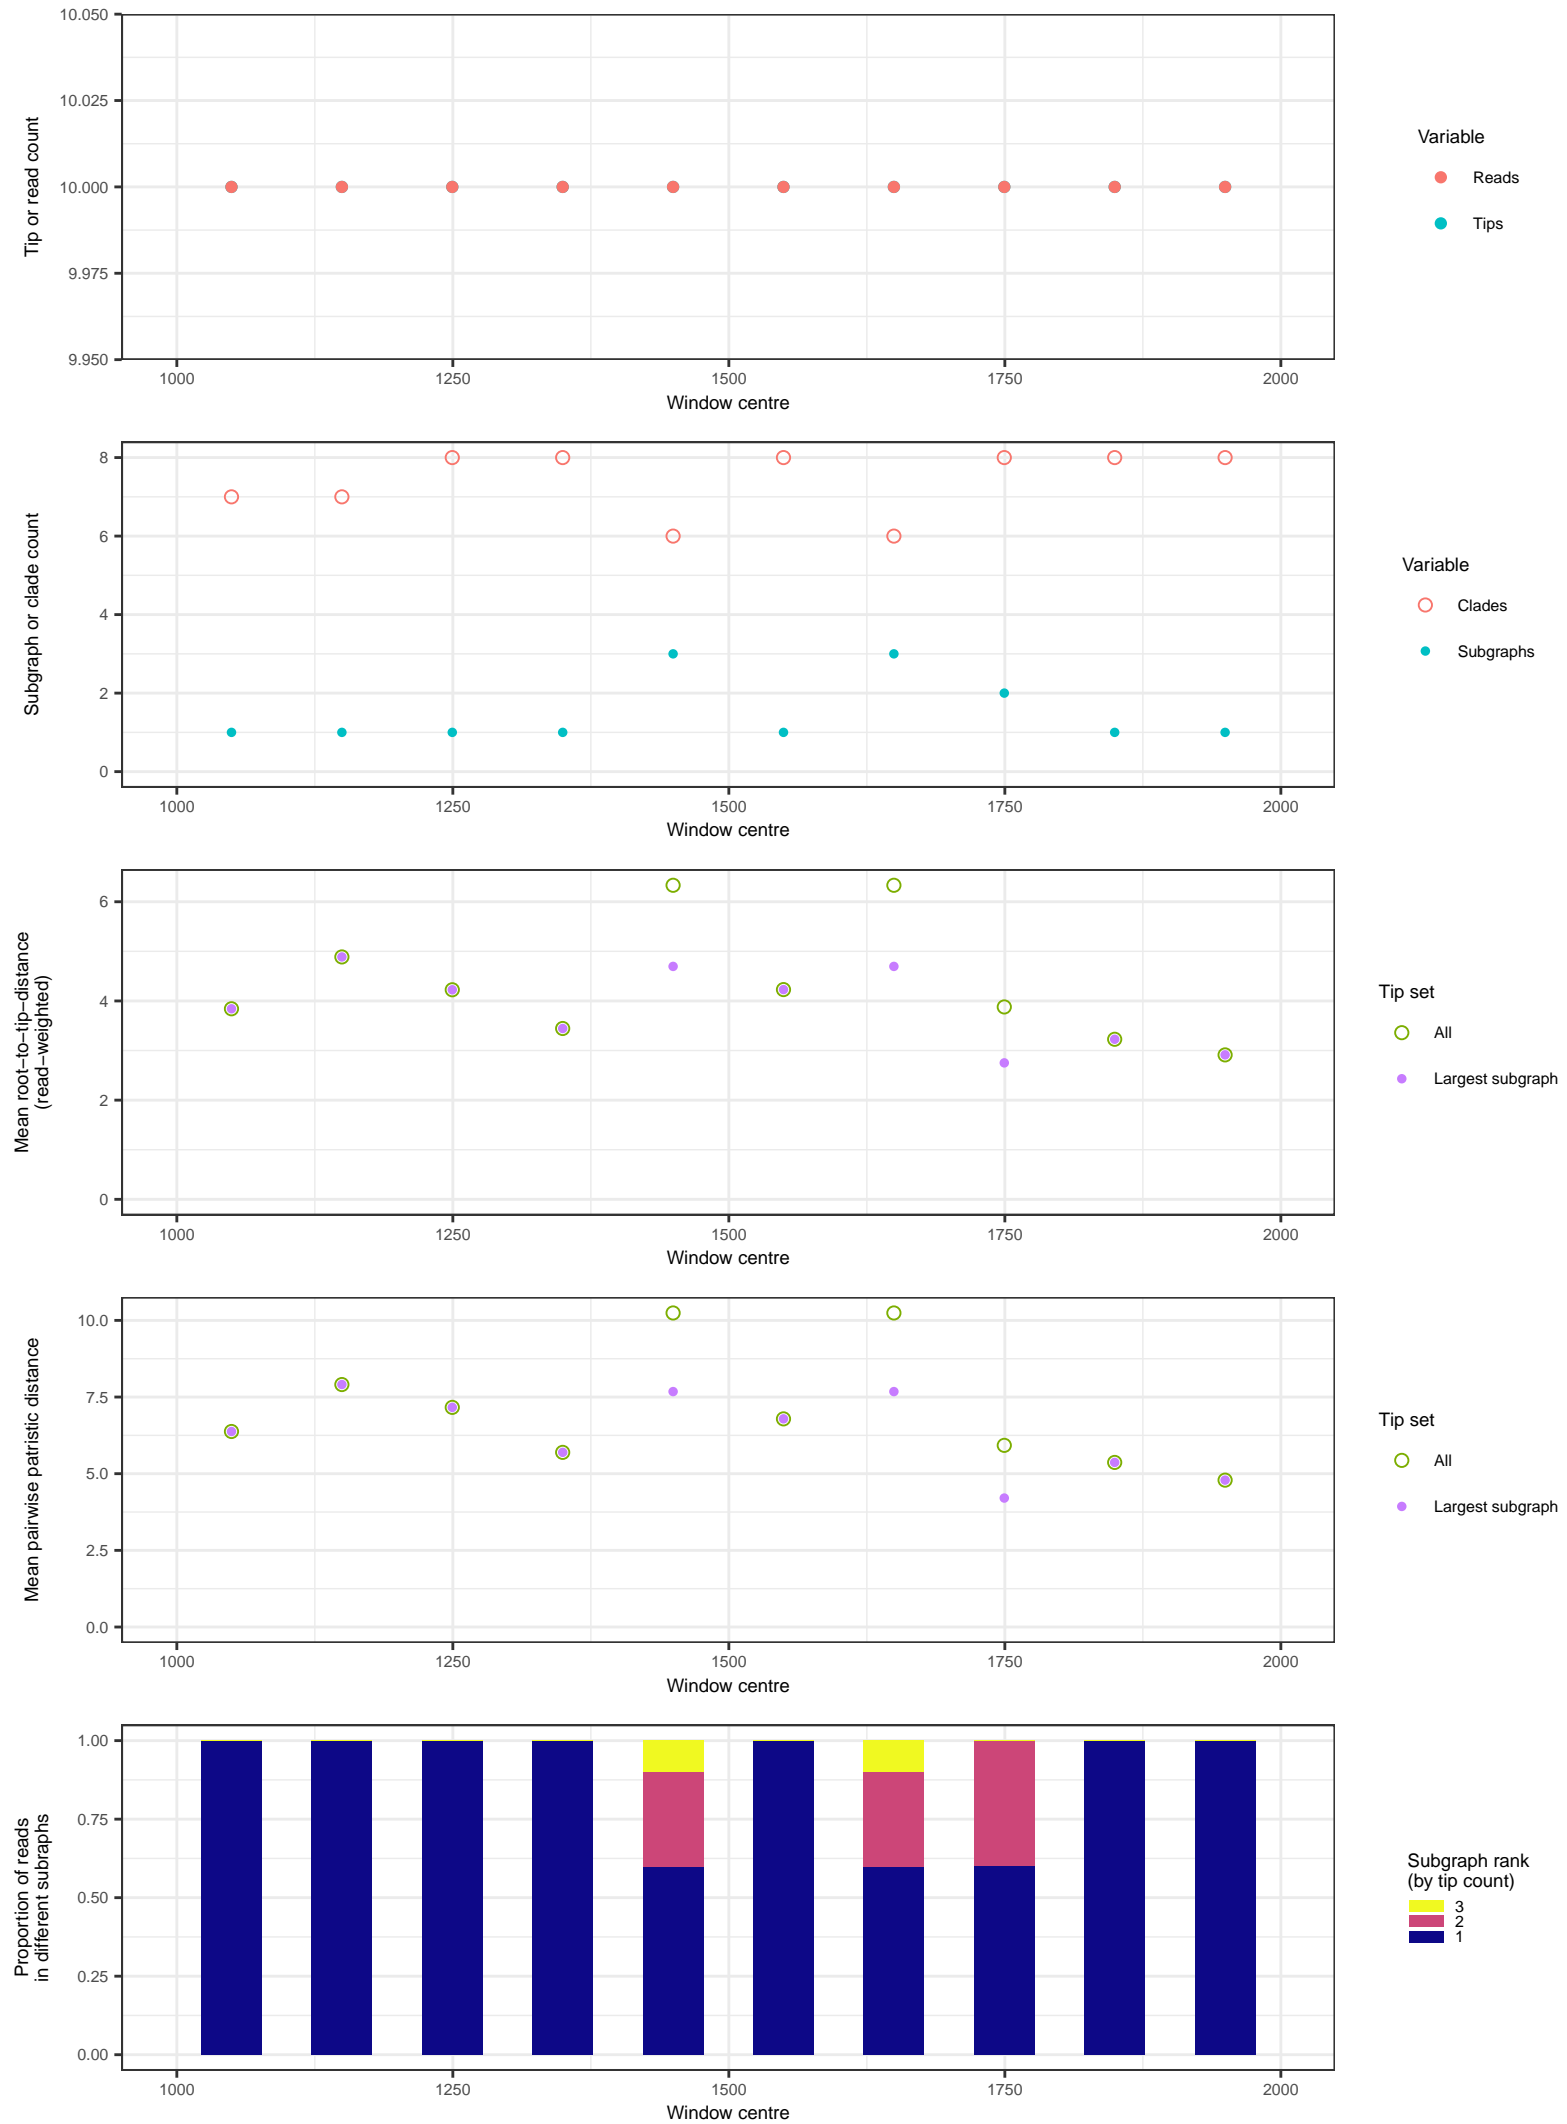 10.050
10.025
10.000
9.975
9.950
Tip or read count
1000 1250 1500 1750 2000
Window centre
Variable
Reads
Tips
8
6
4
2
0
Subgraph or clade count
1000 1250 1500 1750 2000
Window centre
Variable
Clades
Subgraphs
6
4
2
0
Mean root−to−tip−distance
(read−weighted)
1000 1250 1500 1750 2000
Window centre
Tip set
All
Largest subgraph
10.0
7.5
5.0
2.5
0.0
Mean pairwise patristic distance
1000 1250 1500 1750 2000
Window centre
Tip set
All
Largest subgraph
1.00
0.75
0.50
0.25
0.00
Proportion of reads
in different subraphs
1000 1250 1500 1750 2000
Window centre
Subgraph rank
(by tip count)
3
2
1